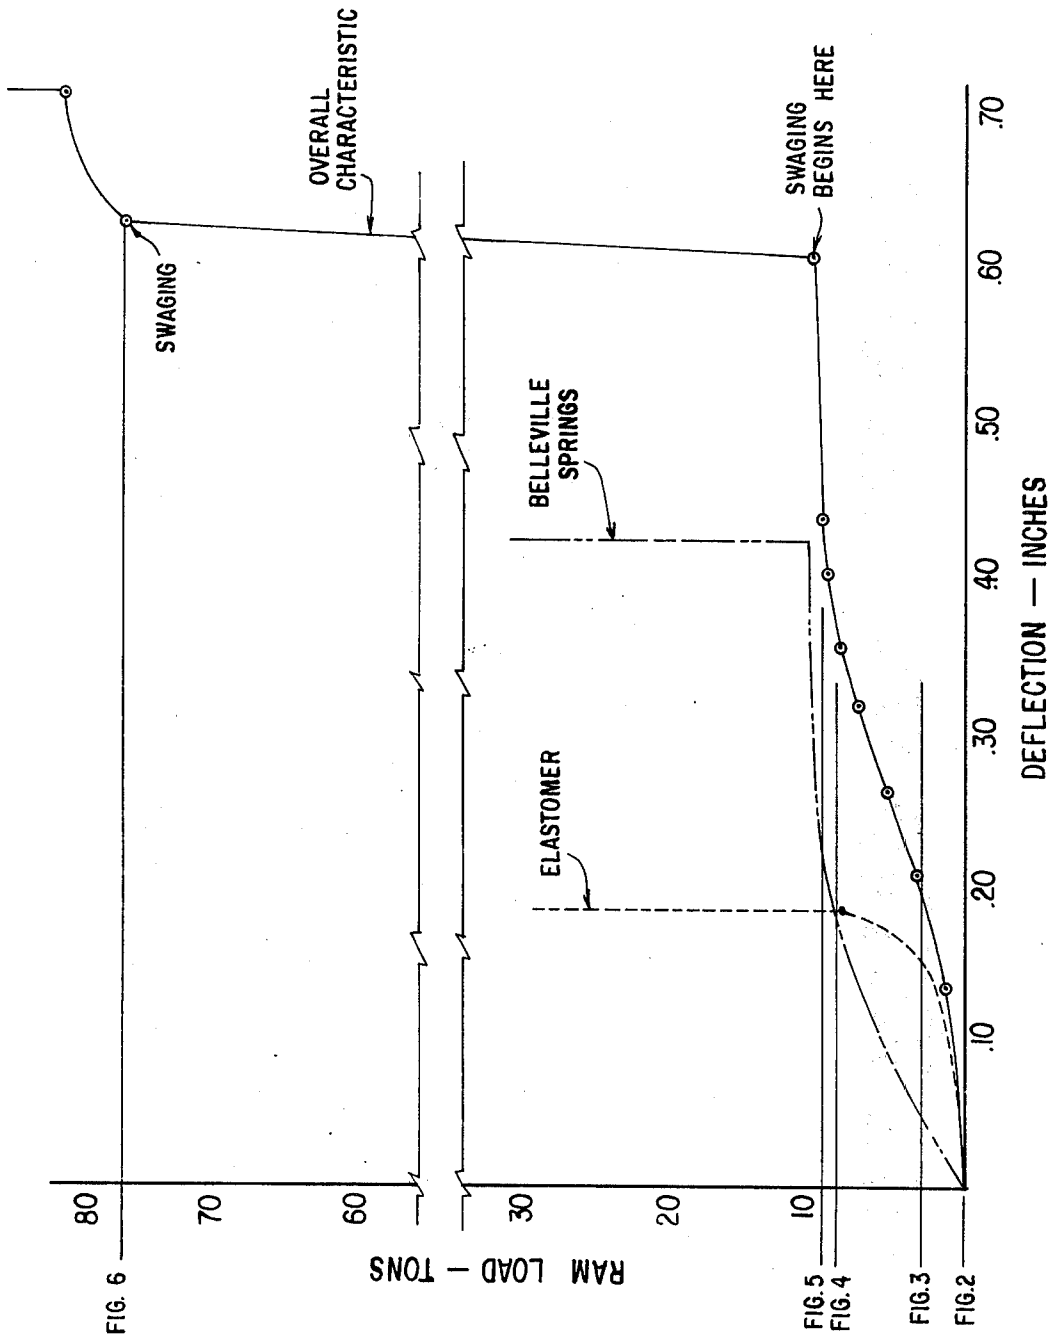 80
70
60
30
20
10
RAM LOAD — TONS
FIG. 6
FIG. 5
FIG. 4
FIG. 3
FIG. 2
SWAGING
OVERALL
CHARACTERISTIC
BELLEVILLE
SPRINGS
ELASTOMER
SWAGING
BEGINS HERE
.10
.20
.30
.40
.50
.60
.70
DEFLECTION — INCHES